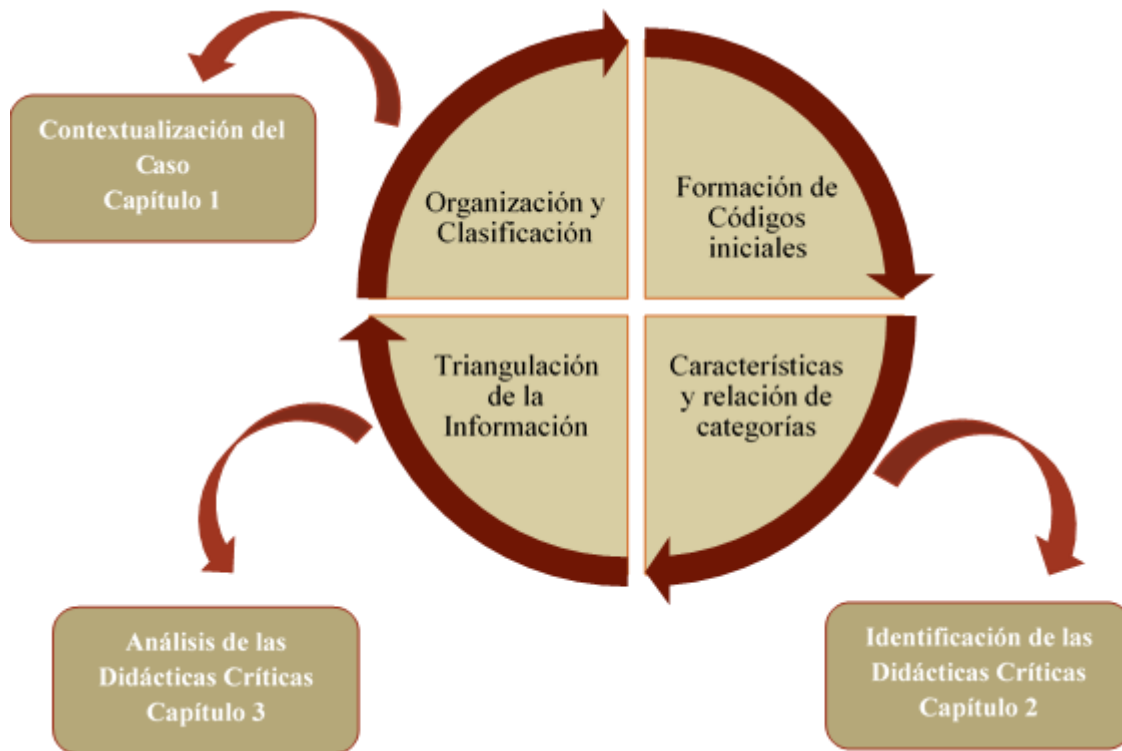 Contextualización del
Caso
Capítulo 1
Organización y
Clasificación
Formación de
Códigos
iniciales
Triangulación
de la
Información
Características
y relación de
categorías
Análisis de las
Didácticas Críticas
Capítulo 3
Identificación de las
Didácticas Críticas
Capítulo 2